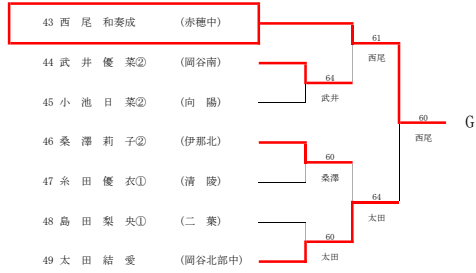 43 西 尾 和奏成 (赤穂中)
61
西尾
44 武 井 優 菜② (岡谷南)
64
武井
45 小 池 日 菜② (向 陽)
60
西尾
G
46 桑 澤 莉 子② (伊那北)
60
桑澤
47 糸 田 優 衣① (清 陵)
64
太田
48 島 田 梨 央① (二 葉)
60
太田
49 太 田 結 愛 (岡谷北部中)